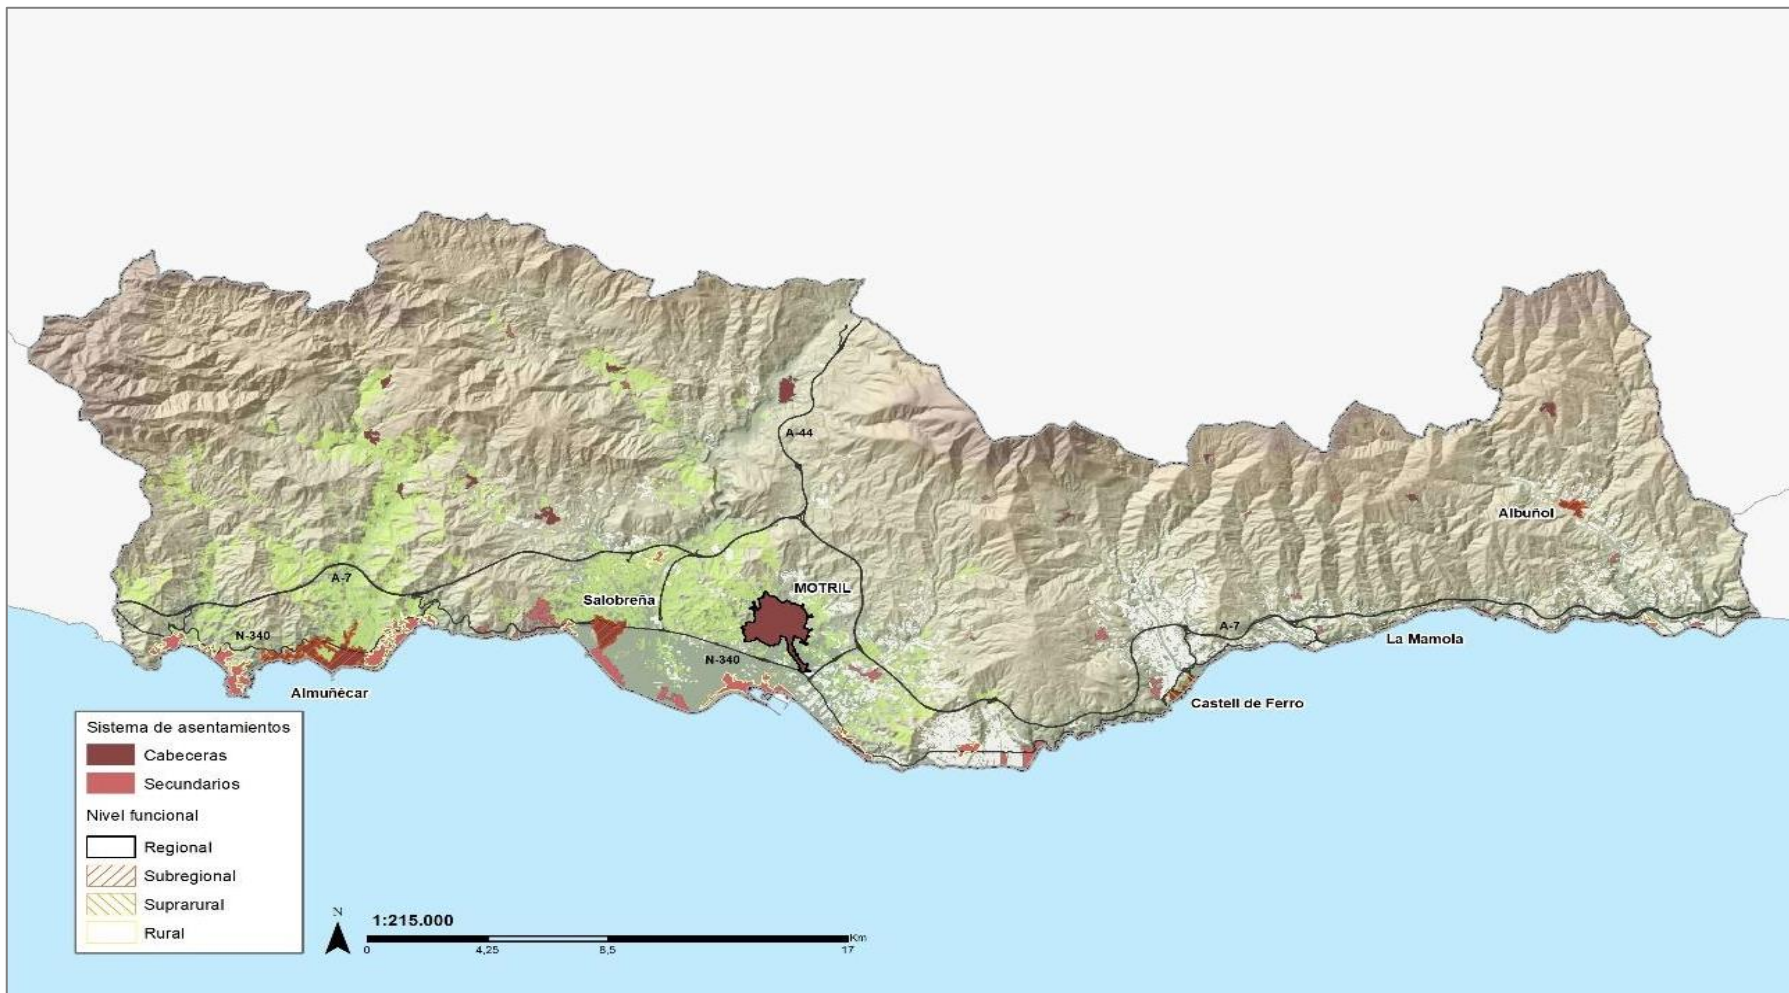 A-44
Albuñol
A-7
MOTRIL
Salobreña
N-340
A-7
La Mamola
N-340
Almuñécar
Castell de Ferro
Sistema de asentamientos
Cabeceras
Secundarios
Nivel funcional
Regional
Subregional
Suprarural
Rural
N
1:215.000
Km
0 4,25 8,5 17